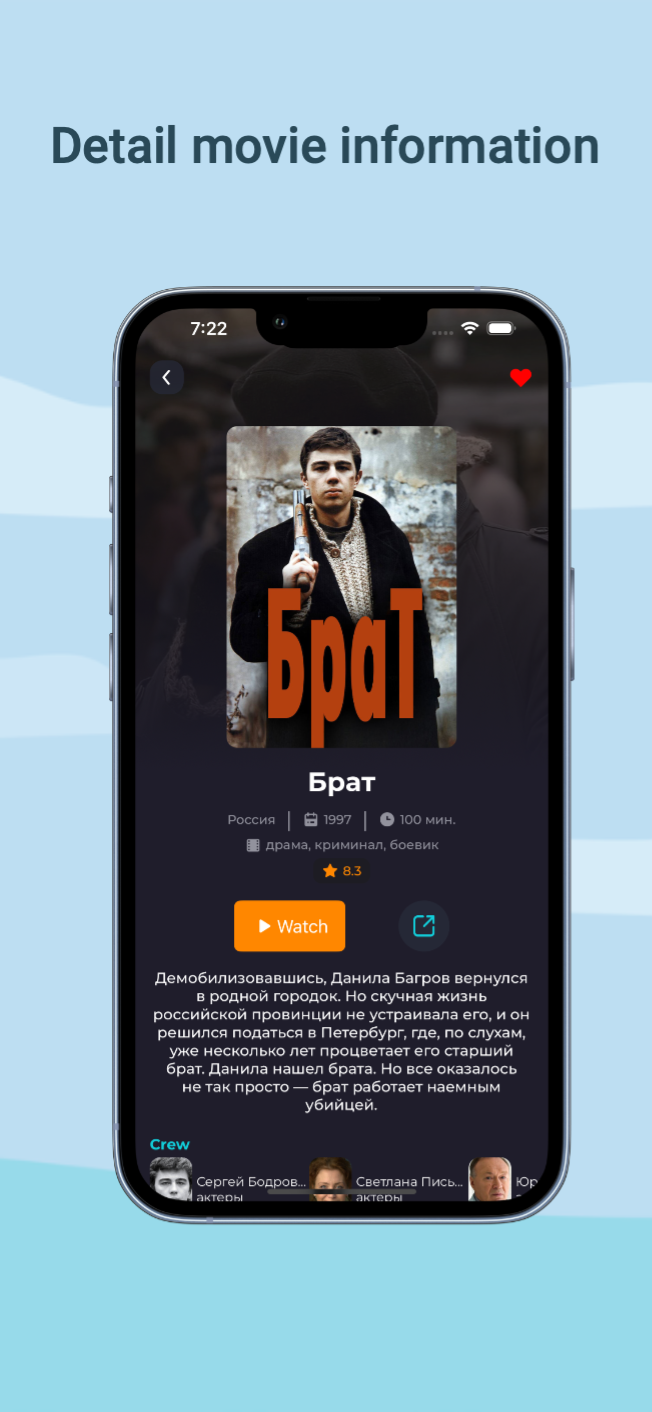 Detail movie information
7:22
Брат
Брат
Россия | 1997 | 100 мин.
драма, криминал, боевик
8.3
Watch
Демобилизовавшись, Данила Багров вернулся
в родной городок. Но скучная жизнь
российской провинции не устраивала его, и он
решился податься в Петербург, где, по слухам,
уже несколько лет процветает его старший
брат. Данила нашел брата. Но все оказалось
не так просто — брат работает наемным
убийцей.
Crew
Сергей Бодров... Светлана Пись... Юр
актеры актеры